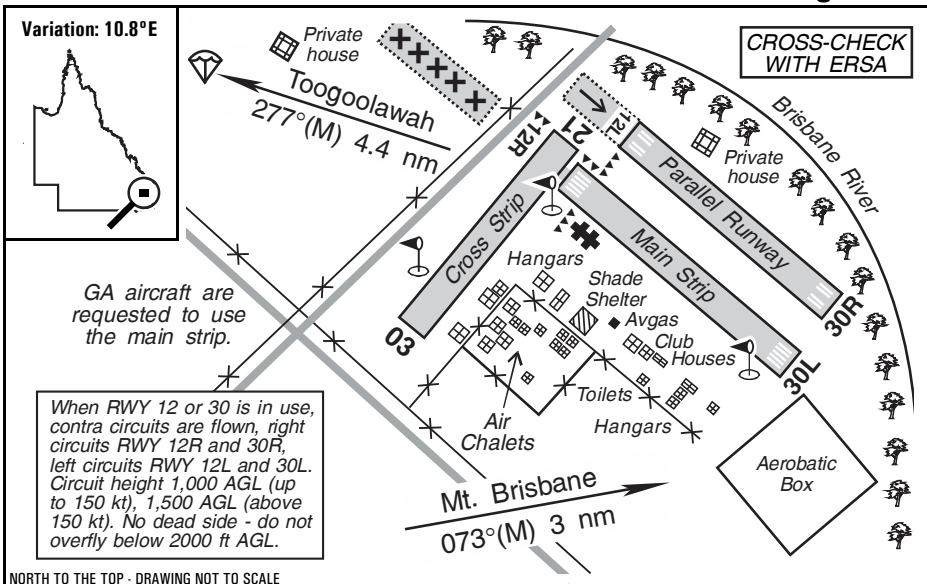 Variation: 10.8°E
Private
house
Toogoolawah
277°(M) 4.4 nm
CROSS-CHECK
WITH ERSA
Brisbane River
12R
21
12L
Private
house
Parallel Runway
Cross Strip
Main Strip
Hangars
Shade
Shelter
Avgas
Club
Houses
GA aircraft are
requested to use
the main strip.
03
30R
30L
Toilets
Air
Chalets
Hangars
When RWY 12 or 30 is in use,
contra circuits are flown, right
circuits RWY 12R and 30R,
left circuits RWY 12L and 30L.
Circuit height 1,000 AGL (up
to 150 kt), 1,500 AGL (above
150 kt). No dead side - do not
overfly below 2000 ft AGL.
Mt. Brisbane
073°(M) 3 nm
Aerobatic
Box
NORTH TO THE TOP - DRAWING NOT TO SCALE